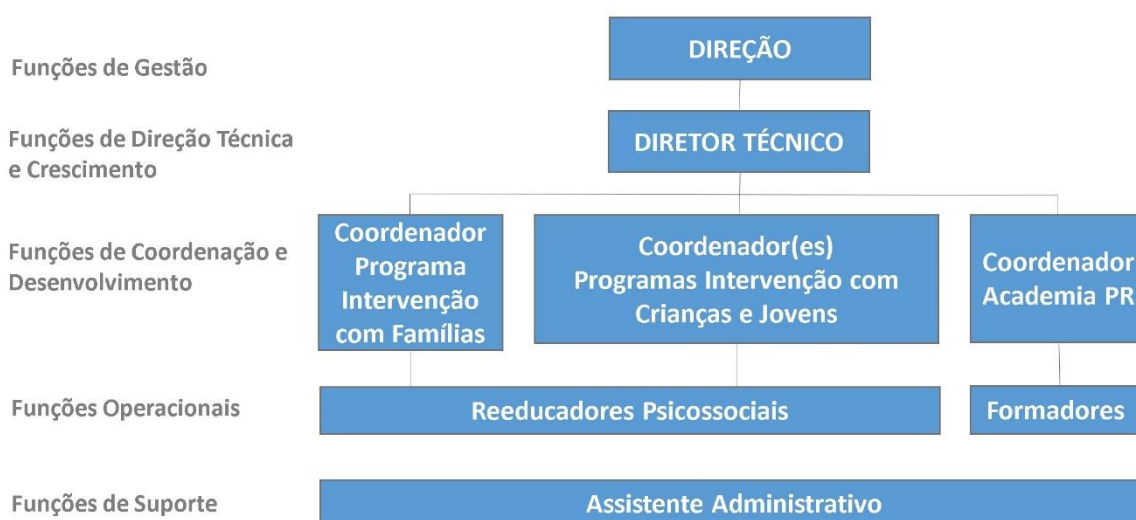 Funções de Gestão
DIREÇÃO
Funções de Direção Técnica
e Crescimento
DIRETOR TÉCNICO
Funções de Coordenação e
Desenvolvimento
Coordenador
Programa
Intervenção
com Famílias
Coordenador(es)
Programas Intervenção com
Crianças e Jovens
Coordenador
Academia PR
Funções Operacionais
Reeducadores Psicossociais
Formadores
Funções de Suporte
Assistente Administrativo